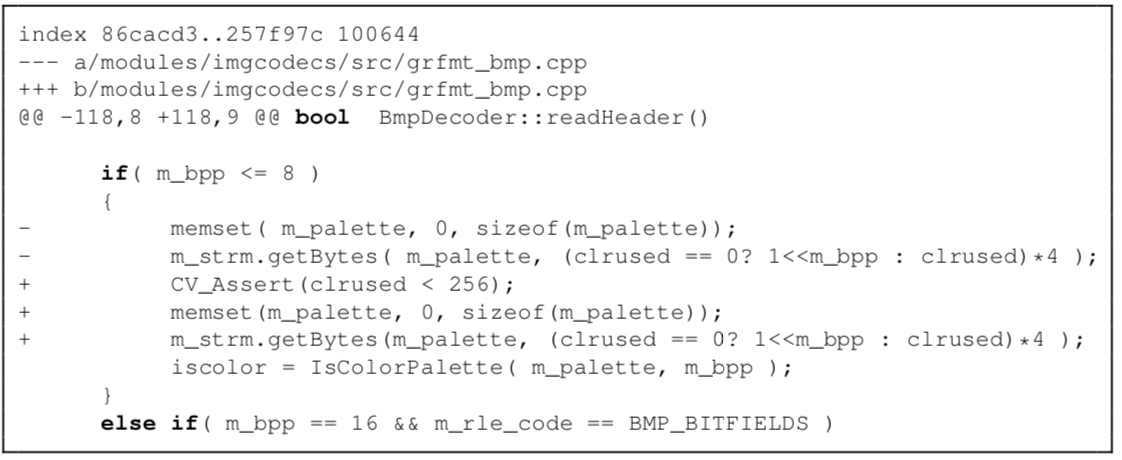 index 86cacd3..257f97c 100644
--- a/modules/imgcodecs/src/grfmt_bmp.cpp
+++ b/modules/imgcodecs/src/grfmt_bmp.cpp
@@ -118,8 +118,9 @@ bool  BmpDecoder::readHeader()
if( m_bpp <= 8 )
{
-            memset( m_palette, 0, sizeof(m_palette));
-            m_strm.getBytes( m_palette, (clrused == 0? 1<<m_bpp : clrused)*4 );
+            CV_Assert(clrused < 256);
+            memset(m_palette, 0, sizeof(m_palette));
+            m_strm.getBytes(m_palette, (clrused == 0? 1<<m_bpp : clrused)*4 );
iscolor = IsColorPalette( m_palette, m_bpp );
}
else if( m_bpp == 16 && m_rle_code == BMP_BITFIELDS )